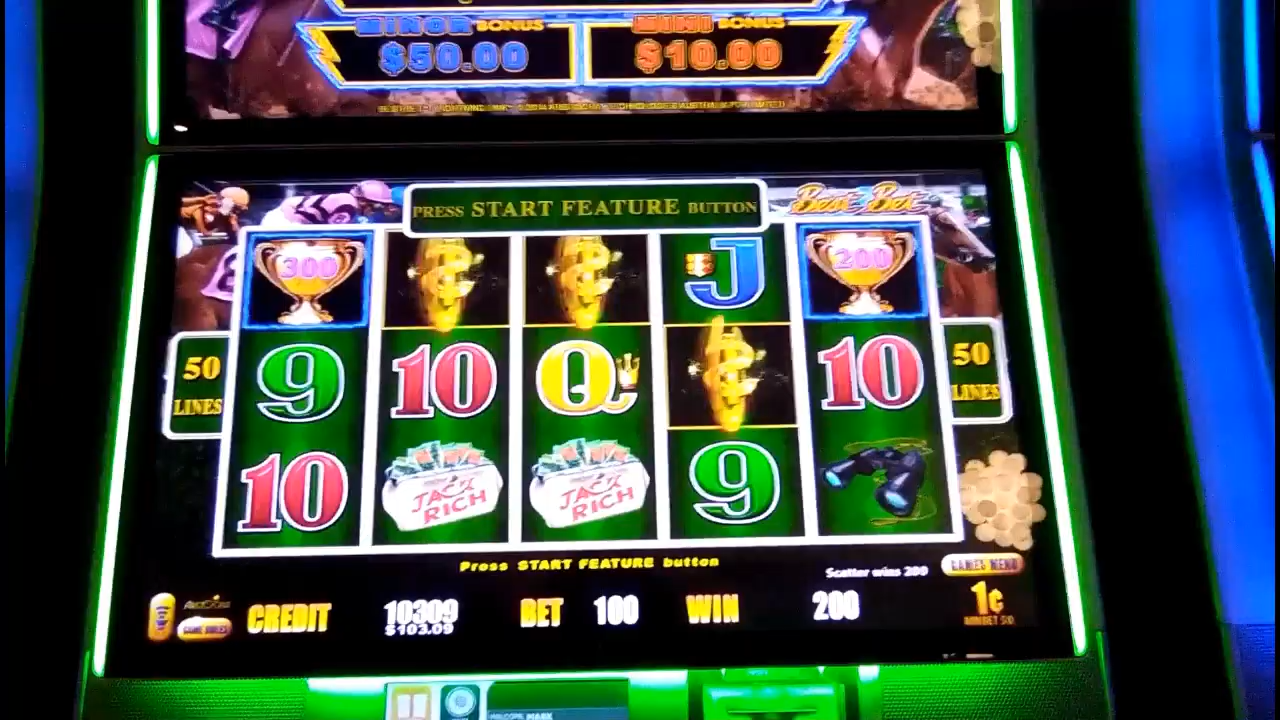 MINOR BONUS MINI BONUS
$50.00 $10.00
PRESS START FEATURE BUTTON
Best Bet
300 $ $ J 200
50 LINES
9 10 Q $ 10
50 LINES
10 JACK RICH JACK RICH 9
Press START FEATURE button
Scatter wins 200
GAMES MENU
CREDIT 10309 BET 100 WIN 200 1¢
$103.09
WELCOME, MARK